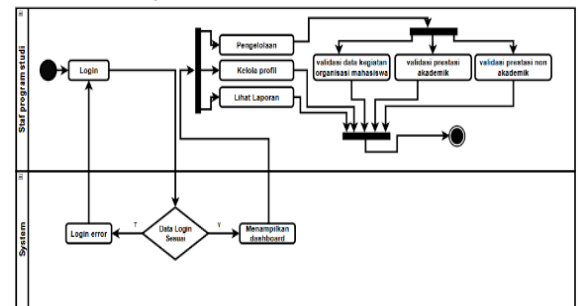 Staf program studi
Login
Pengelolaan
Kelola profil
Lihat Laporan
validasi data kegiatan
organisasi mahasiswa
validasi prestasi
akademik
validasi prestasi non
akademik
System
Login error
T
Data Login
Sesuai
Y
Menampilkan
dashboard